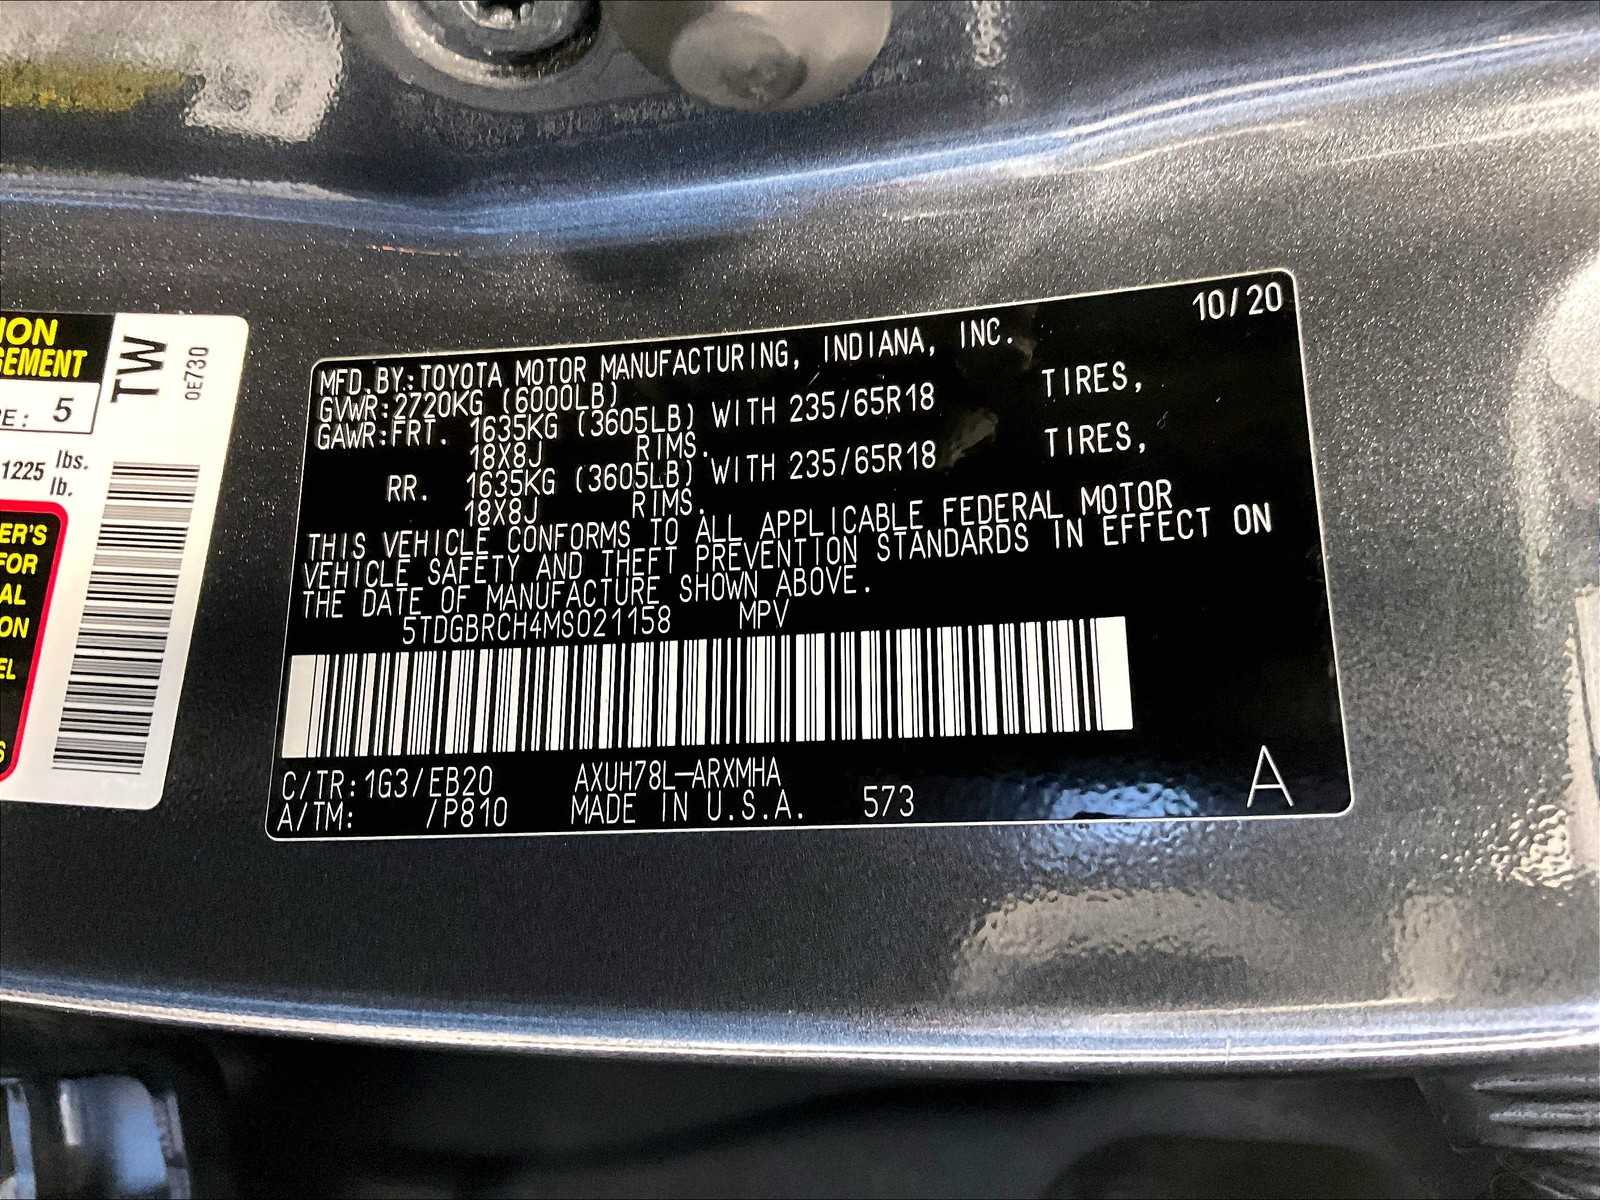 ION
GEMENT
RE: 5
1225 lbs.
lb.
ER'S
FOR
AL
ON
EL
S
TW
0E730
10/20
MFD.BY:TOYOTA MOTOR MANUFACTURING, INDIANA, INC.
GVWR:2720KG (6000LB)
GAWR:FRT. 1635KG (3605LB) WITH 235/65R18 TIRES,
18X8J RIMS.
RR. 1635KG (3605LB) WITH 235/65R18 TIRES,
18X8J RIMS.
THIS VEHICLE CONFORMS TO ALL APPLICABLE FEDERAL MOTOR
VEHICLE SAFETY AND THEFT PREVENTION STANDARDS IN EFFECT ON
THE DATE OF MANUFACTURE SHOWN ABOVE.
5TDGBRCH4MS021158 MPV
C/TR:1G3/EB20 AXUH78L-ARXMHA
A/TM: /P810 MADE IN U.S.A. 573 A